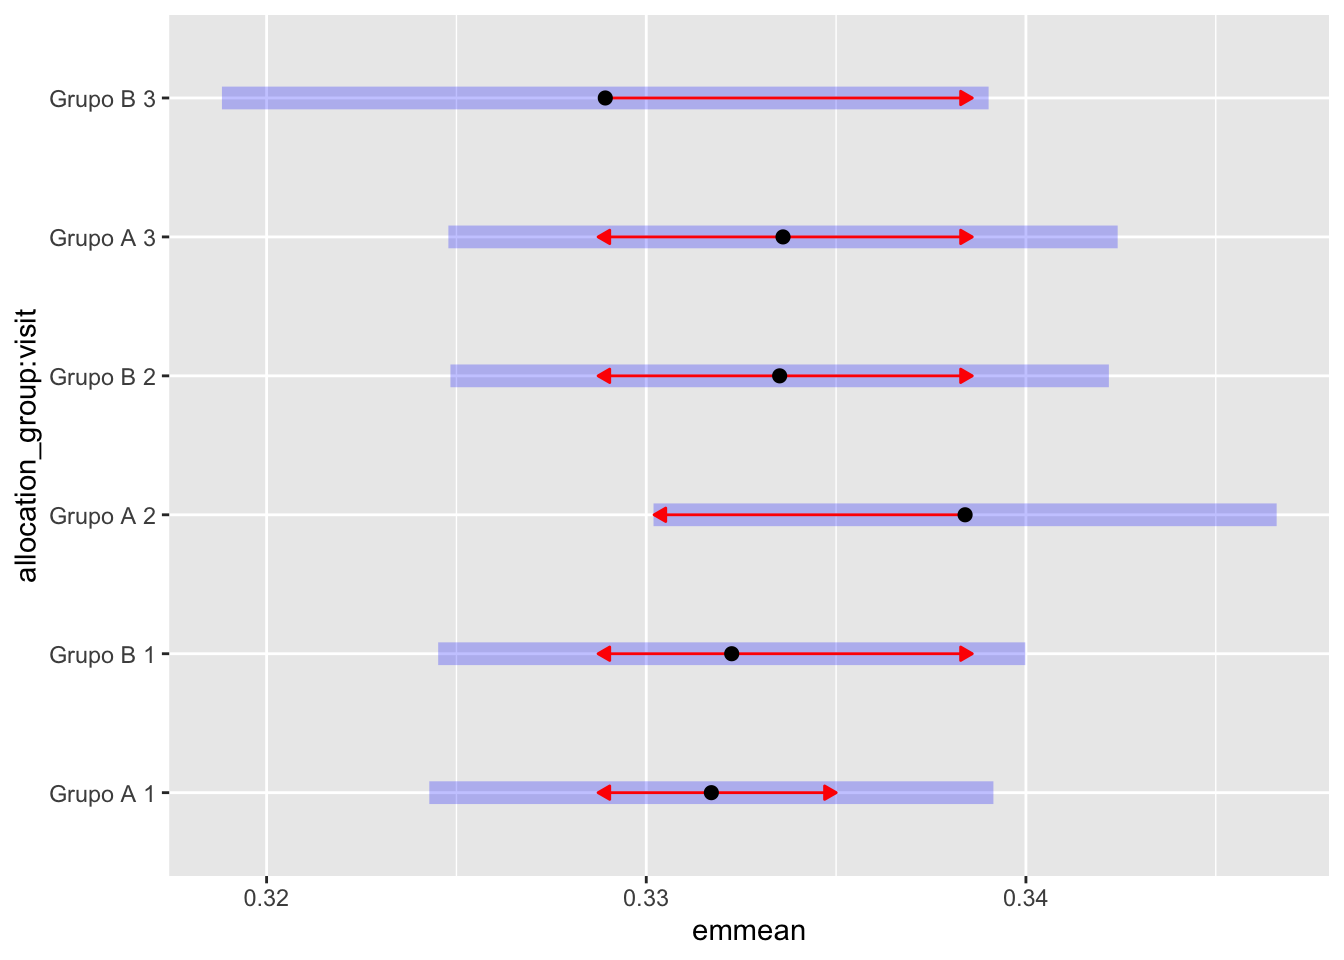 Grupo B 3
Grupo A 3
Grupo B 2
Grupo A 2
Grupo B 1
Grupo A 1
allocation_group:visit
0.32 0.33 0.34
emmean